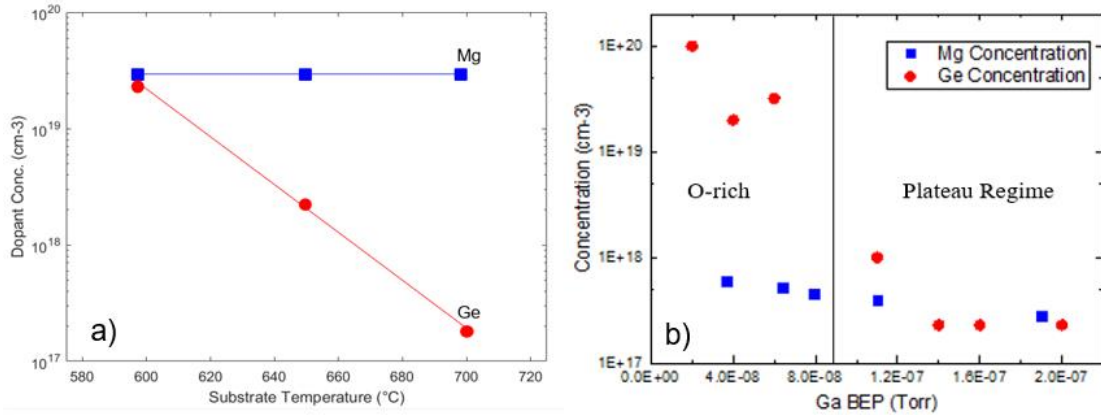 Dopant Conc. (cm-3)
10^20
10^19
10^18
10^17
Mg
Ge
a)
580 600 620 640 660 680 700 720
Substrate Temperature (°C)
Concentration (cm-3)
1E+20
1E+19
1E+18
1E+17
Mg Concentration
Ge Concentration
O-rich
Plateau Regime
b)
0.0E+00 4.0E-08 8.0E-08 1.2E-07 1.6E-07 2.0E-07
Ga BEP (Torr)